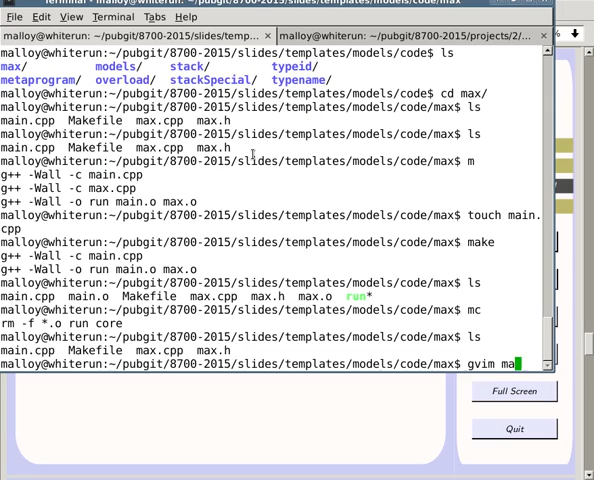 Terminal - malloy@whiterun:~/pubgit/8700-2015/slides/templates/models/code/max
File Edit View Terminal Tabs Help
malloy@whiterun:~/pubgit/8700-2015/slides/temp... × malloy@whiterun:~/pubgit/8700-2015/projects/2/... ×
%
malloy@whiterun:~/pubgit/8700-2015/slides/templates/models/code$ ls
max/ models/ stack/ typeid/
metaprogram/ overload/ stackSpecial/ typename/
malloy@whiterun:~/pubgit/8700-2015/slides/templates/models/code$ cd max/
malloy@whiterun:~/pubgit/8700-2015/slides/templates/models/code/max$ ls
main.cpp Makefile max.cpp max.h
malloy@whiterun:~/pubgit/8700-2015/slides/templates/models/code/max$ ls
main.cpp Makefile max.cpp max.h
malloy@whiterun:~/pubgit/8700-2015/slides/templates/models/code/max$ m
g++ -Wall -c main.cpp
g++ -Wall -c max.cpp
g++ -Wall -o run main.o max.o
malloy@whiterun:~/pubgit/8700-2015/slides/templates/models/code/max$ touch main.
cpp
malloy@whiterun:~/pubgit/8700-2015/slides/templates/models/code/max$ make
g++ -Wall -c main.cpp
g++ -Wall -o run main.o max.o
malloy@whiterun:~/pubgit/8700-2015/slides/templates/models/code/max$ ls
main.cpp main.o Makefile max.cpp max.h max.o run*
malloy@whiterun:~/pubgit/8700-2015/slides/templates/models/code/max$ mc
rm -f *.o run core
malloy@whiterun:~/pubgit/8700-2015/slides/templates/models/code/max$ ls
main.cpp Makefile max.cpp max.h
malloy@whiterun:~/pubgit/8700-2015/slides/templates/models/code/max$ gvim ma
Full Screen
Quit